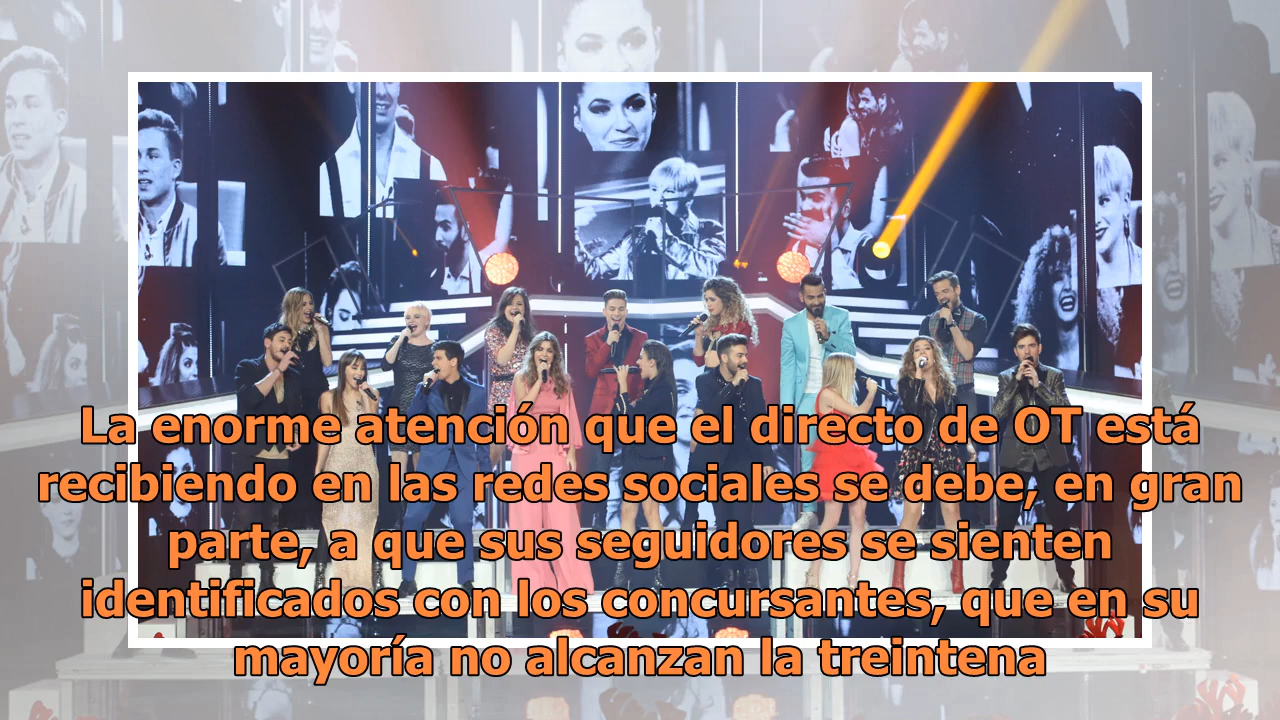 La enorme atención que el directo de OT está
recibiendo en las redes sociales se debe, en gran
parte, a que sus seguidores se sienten
identificados con los concursantes, que en su
mayoría no alcanzan la treintena